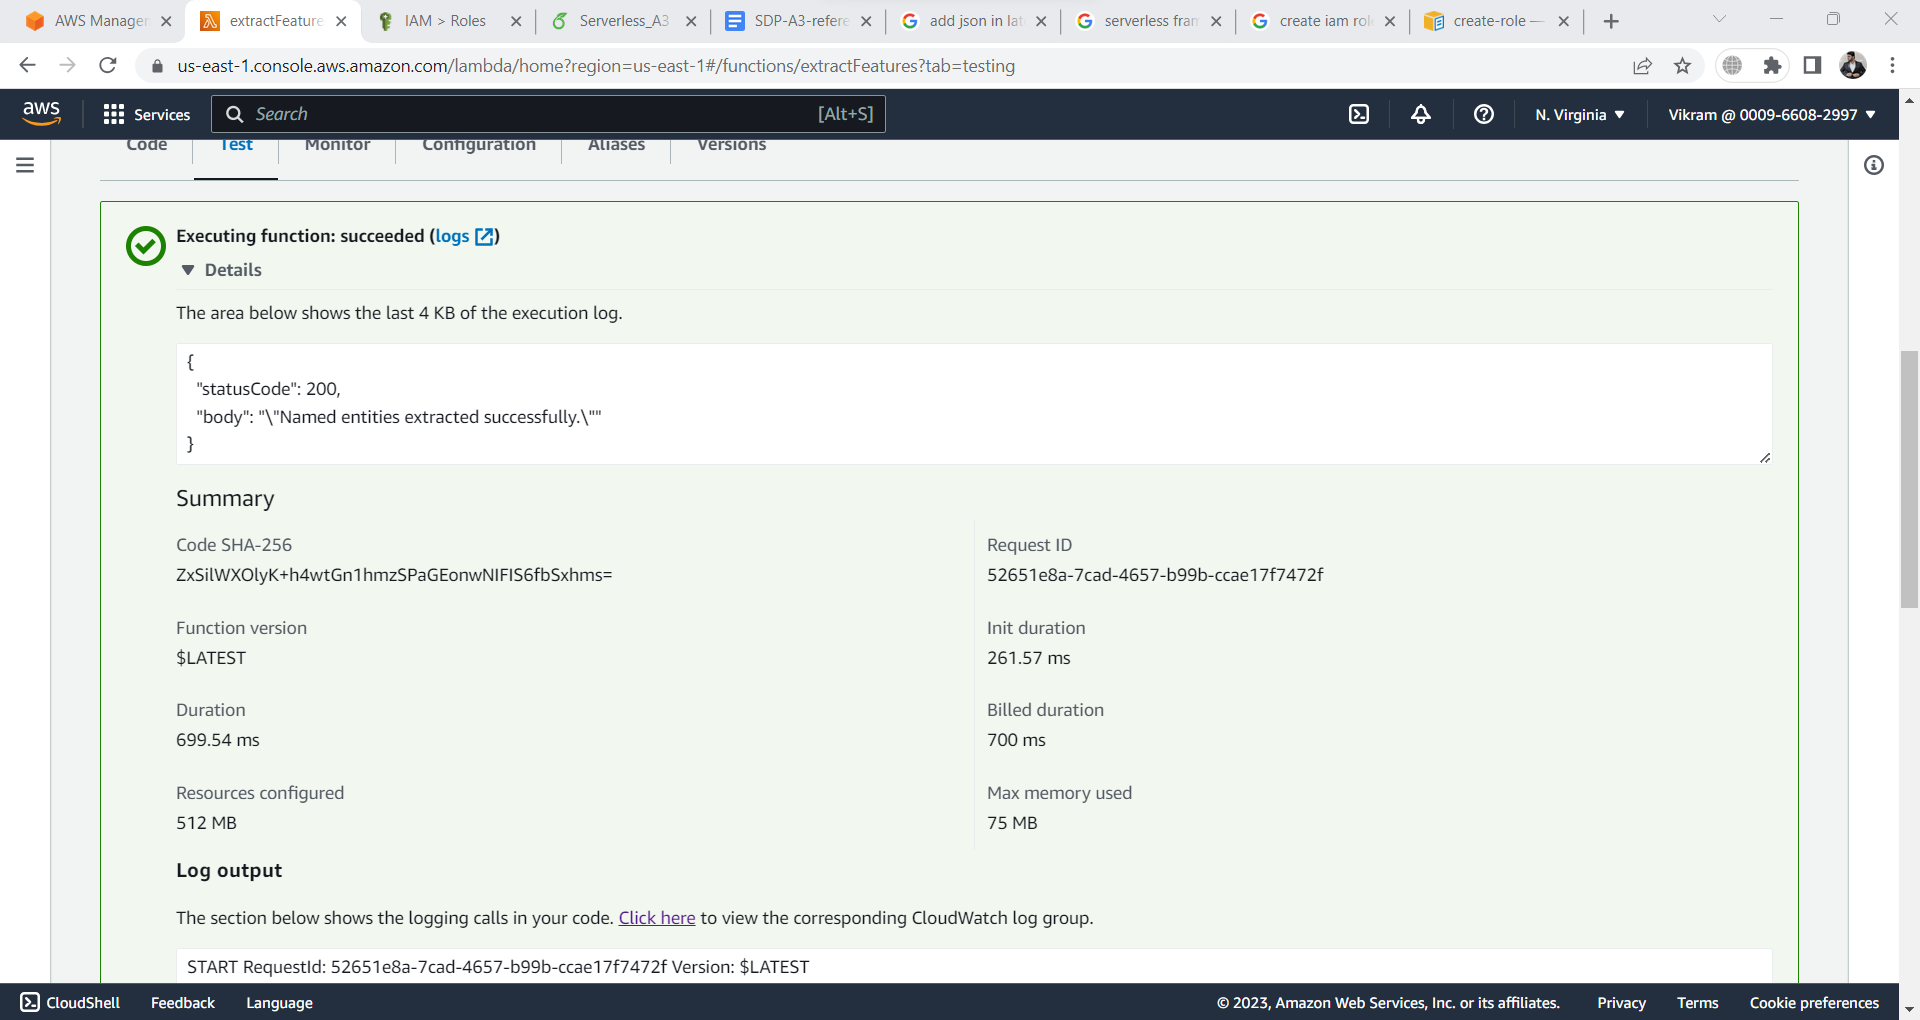 AWS Manager
extractFeature
IAM > Roles
Serverless_A3
SDP-A3-refere
add json in lat
serverless fram
create iam role
create-role —
us-east-1.console.aws.amazon.com/lambda/home?region=us-east-1#/functions/extractFeatures?tab=testing
aws
Services
Search
[Alt+S]
N. Virginia
Vikram @ 0009-6608-2997
Code
Test
Monitor
Configuration
Aliases
Versions
Executing function: succeeded (logs)
Details
The area below shows the last 4 KB of the execution log.
{
"statusCode": 200,
"body": "\"Named entities extracted successfully.\""
}
Summary
Code SHA-256
ZxSilWXOlyK+h4wtGn1hmzSPaGEonwNIFIS6fbSxhms=
Request ID
52651e8a-7cad-4657-b99b-ccae17f7472f
Function version
$LATEST
Init duration
261.57 ms
Duration
699.54 ms
Billed duration
700 ms
Resources configured
512 MB
Max memory used
75 MB
Log output
The section below shows the logging calls in your code. Click here to view the corresponding CloudWatch log group.
START RequestId: 52651e8a-7cad-4657-b99b-ccae17f7472f Version: $LATEST
CloudShell
Feedback
Language
© 2023, Amazon Web Services, Inc. or its affiliates.
Privacy
Terms
Cookie preferences